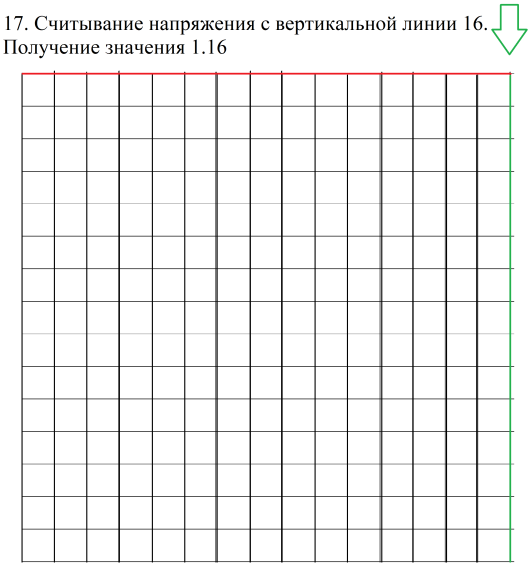 17. Считывание напряжения с вертикальной линии 16.
Получение значения 1.16